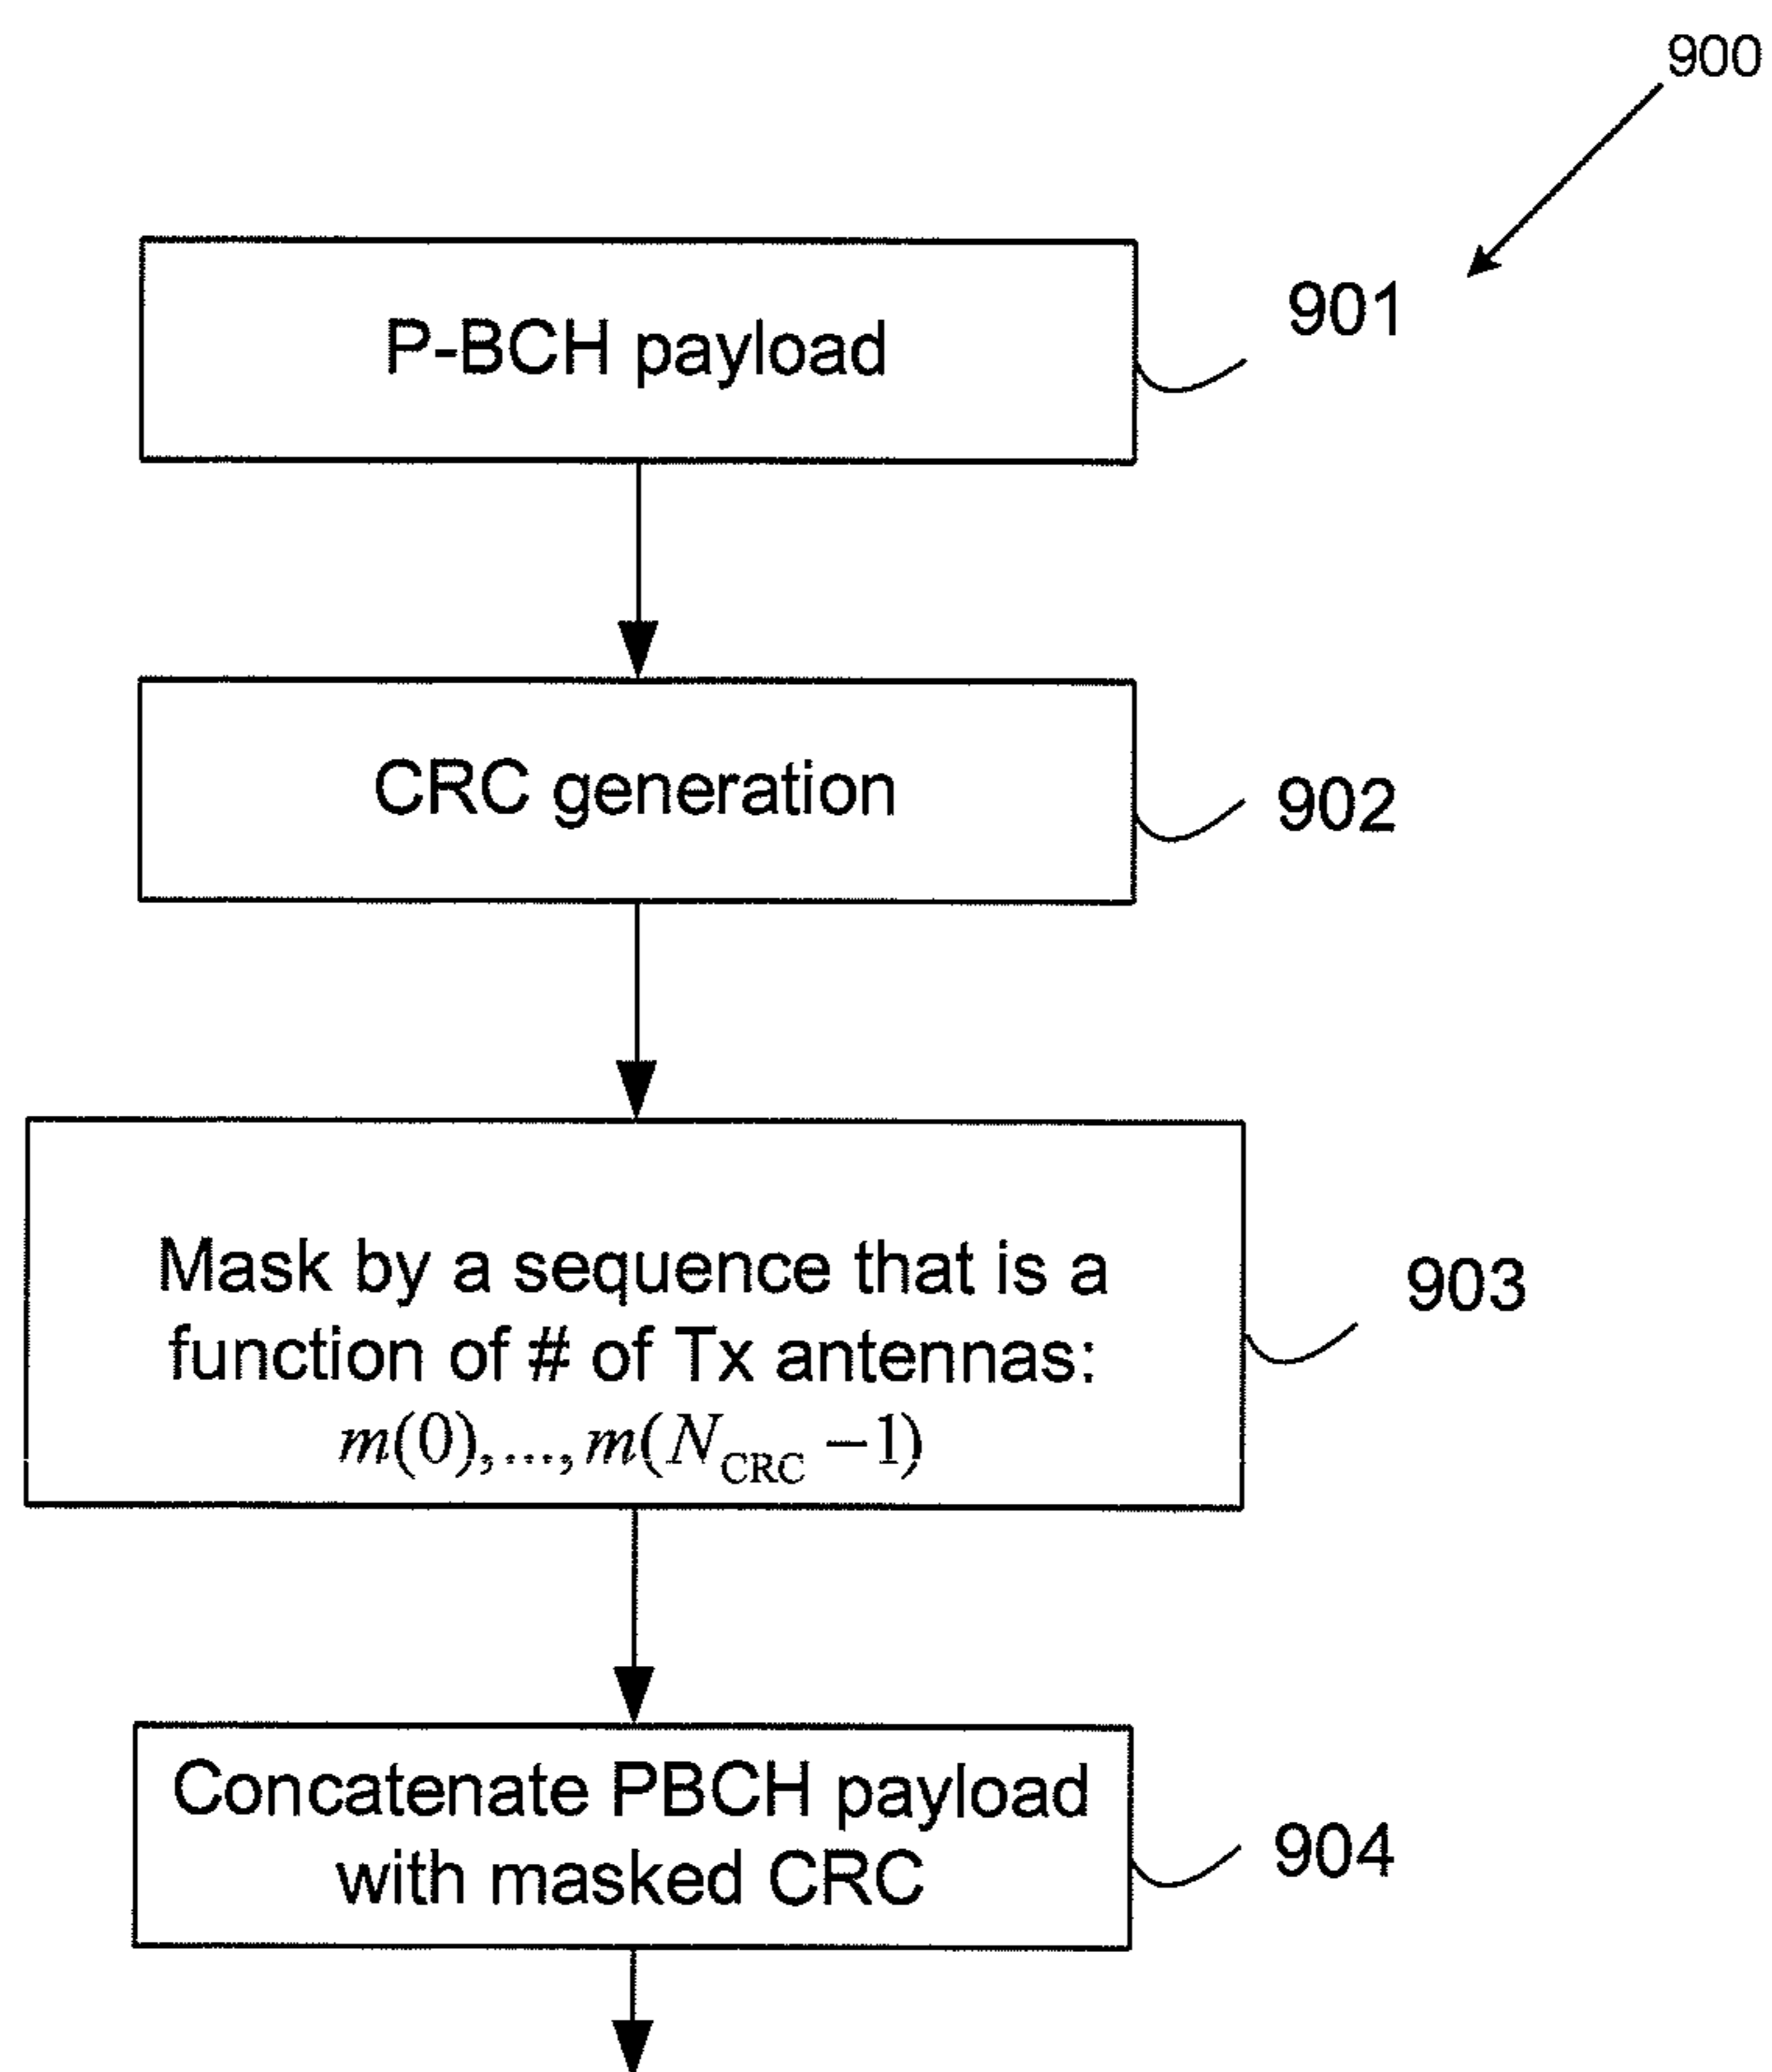 900
P-BCH payload
901
CRC generation
902
Mask by a sequence that is a
function of # of Tx antennas:
m(0),...,m(N_CRC −1)
903
Concatenate PBCH payload
with masked CRC
904